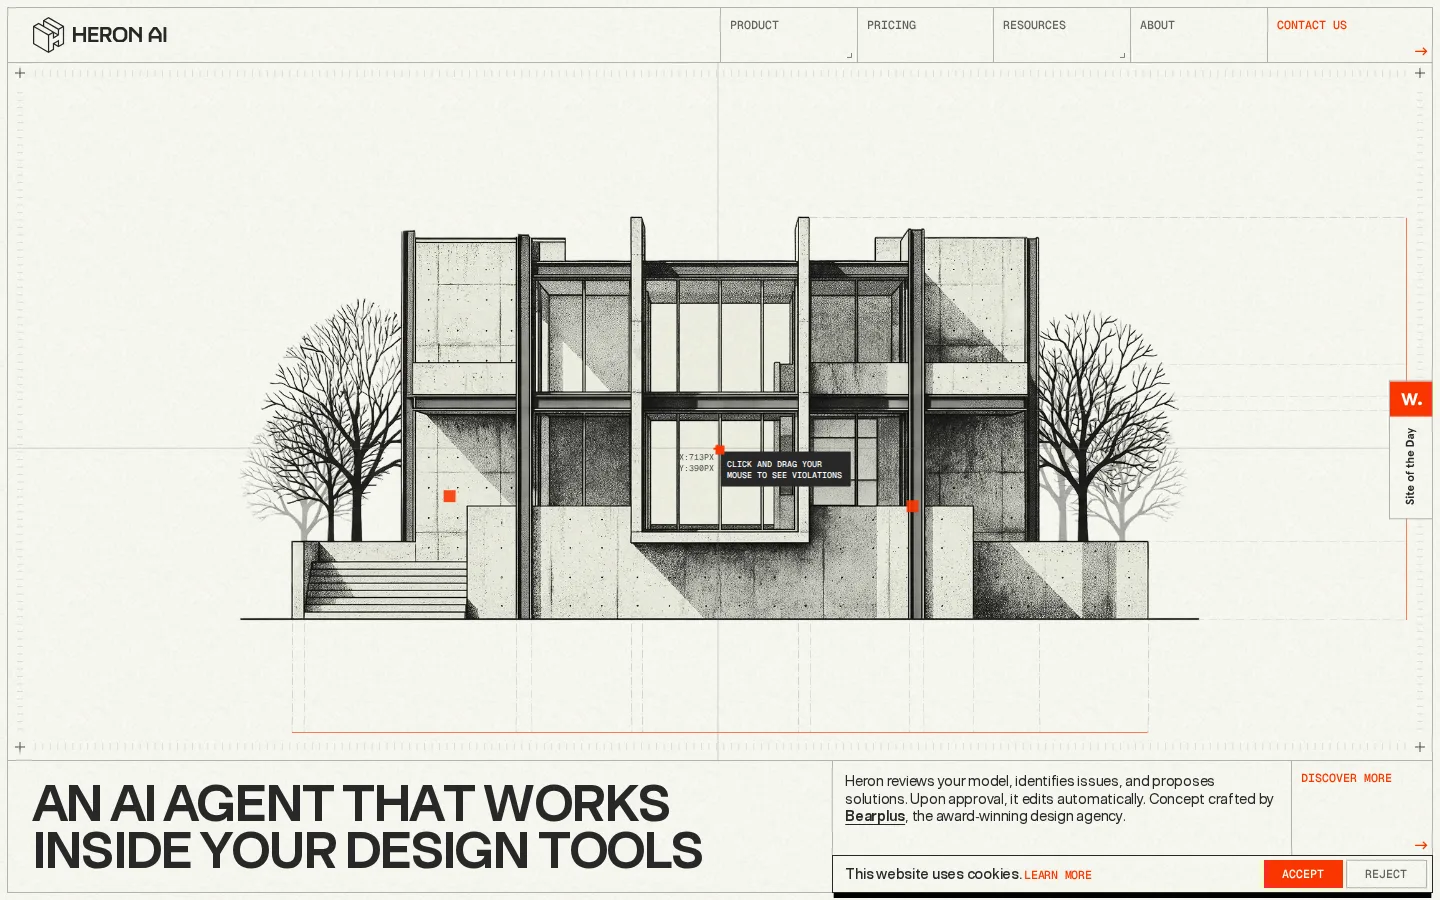 HERON AI
PRODUCT
PRICING
RESOURCES
ABOUT
CONTACT US
W.
Site of the Day
X:713PX
Y:390PX
CLICK AND DRAG YOUR
MOUSE TO SEE VIOLATIONS
AN AI AGENT THAT WORKS
INSIDE YOUR DESIGN TOOLS
Heron reviews your model, identifies issues, and proposes
solutions. Upon approval, it edits automatically. Concept crafted by
Bearplus, the award-winning design agency.
DISCOVER MORE
This website uses cookies. LEARN MORE
ACCEPT
REJECT